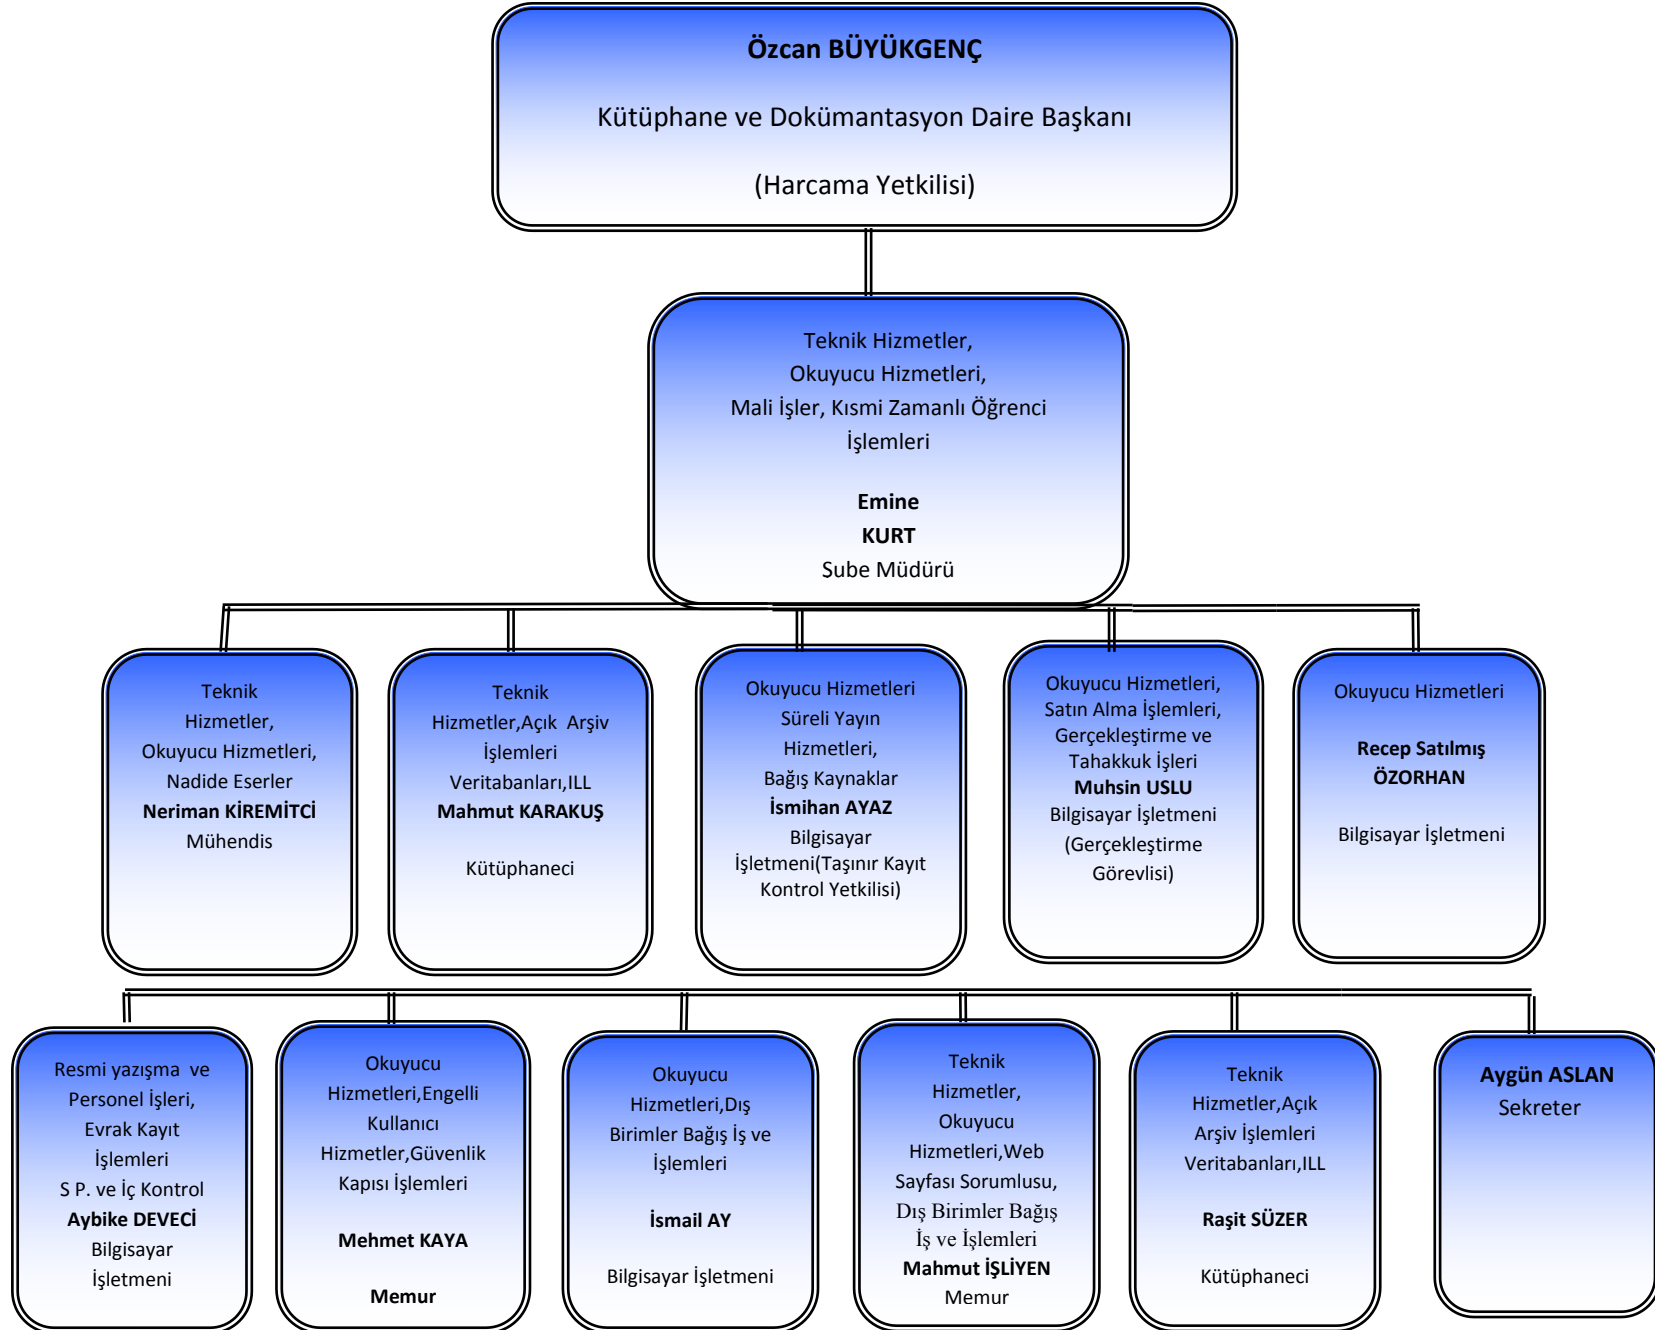 Özcan BÜYÜKGENÇ
Kütüphane ve Dokümantasyon Daire Başkanı
(Harcama Yetkilisi)
Teknik Hizmetler,
Okuyucu Hizmetleri,
Mali İşler, Kısmi Zamanlı Öğrenci
İşlemleri
Emine
KURT
Sube Müdürü
Teknik
Hizmetler,
Okuyucu Hizmetleri,
Nadide Eserler
Neriman KİREMİTCİ
Mühendis
Teknik
Hizmetler,Açık Arşiv
İşlemleri
Veritabanları,ILL
Mahmut KARAKUŞ
Kütüphaneci
Okuyucu Hizmetleri
Süreli Yayın
Hizmetleri,
Bağış Kaynaklar
İsmihan AYAZ
Bilgisayar
İşletmeni(Taşınır Kayıt
Kontrol Yetkilisi)
Okuyucu Hizmetleri,
Satın Alma İşlemleri,
Gerçekleştirme ve
Tahakkuk İşleri
Muhsin USLU
Bilgisayar İşletmeni
(Gerçekleştirme
Görevlisi)
Okuyucu Hizmetleri
Recep Satılmış
ÖZORHAN
Bilgisayar İşletmeni
Resmi yazışma ve
Personel İşleri,
Evrak Kayıt
İşlemleri
S P. ve İç Kontrol
Aybike DEVECİ
Bilgisayar
İşletmeni
Okuyucu
Hizmetleri,Engelli
Kullanıcı
Hizmetler,Güvenlik
Kapısı İşlemleri
Mehmet KAYA
Memur
Okuyucu
Hizmetleri,Dış
Birimler Bağış İş ve
İşlemleri
İsmail AY
Bilgisayar İşletmeni
Teknik
Hizmetler,
Okuyucu
Hizmetleri,Web
Sayfası Sorumlusu,
Dış Birimler Bağış
İş ve İşlemleri
Mahmut İŞLİYEN
Memur
Teknik
Hizmetler,Açık
Arşiv İşlemleri
Veritabanları,ILL
Raşit SÜZER
Kütüphaneci
Aygün ASLAN
Sekreter